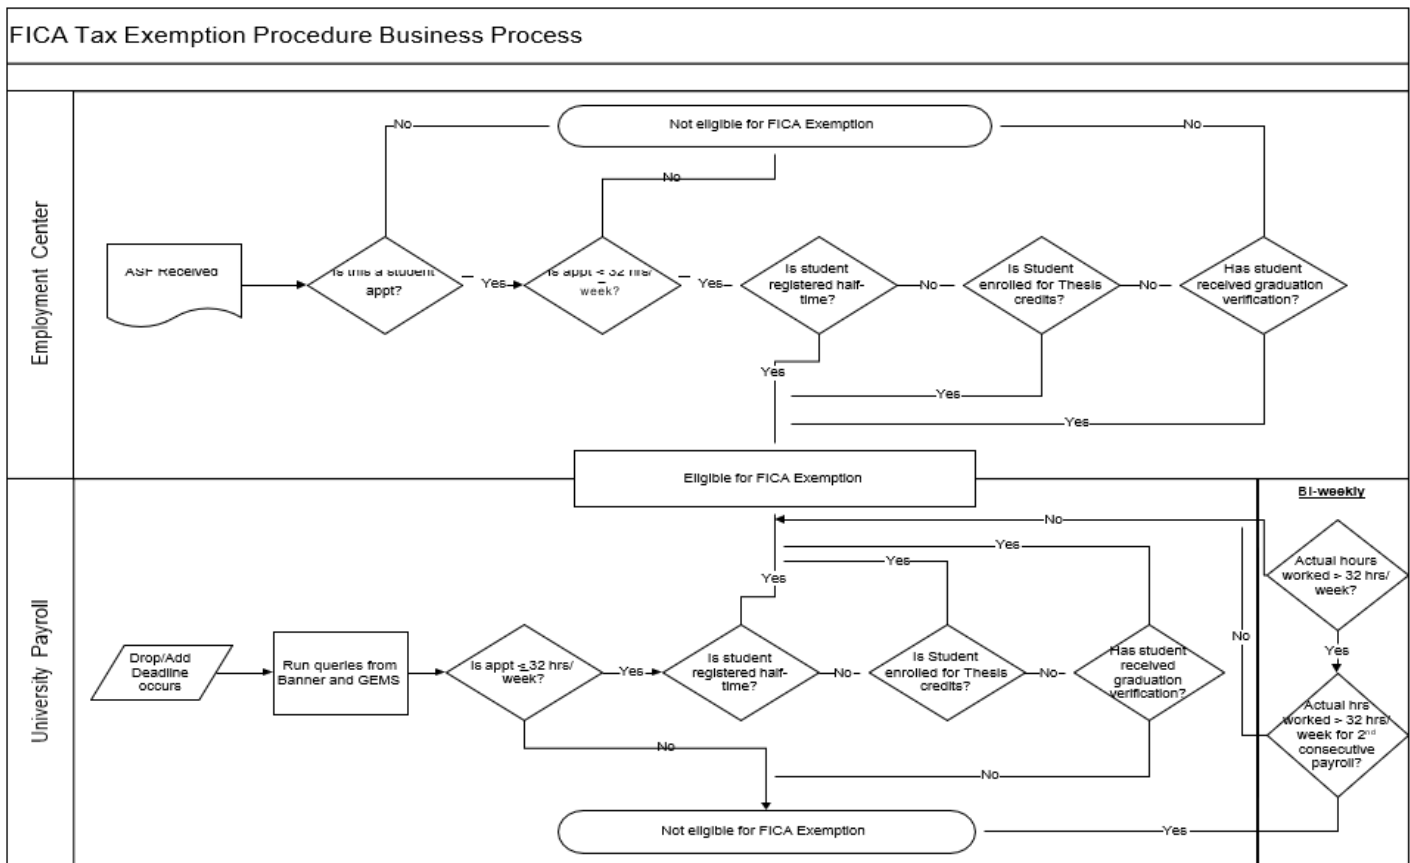 FICA Tax Exemption Procedure Business Process
Employment Center
Not eligible for FICA Exemption
No
No
No
ASF Received
Is this a student
appt?
Yes
Is appt < 32 hrs/
week?
Yes
Is student
registered half-
time?
No
Is Student
enrolled for Thesis
credits?
No
Has student
received graduation
verification?
Yes
Yes
Yes
Eligible for FICA Exemption
University Payroll
Bi-weekly
No
Yes
Yes
Yes
Actual hours
worked > 32 hrs/
week?
No
Yes
Drop/Add
Deadline
occurs
Run queries from
Banner and GEMS
Is appt ≤ 32 hrs/
week?
Yes
Is student
registered half-
time?
No
Is Student
enrolled for Thesis
credits?
No
Has student
received
graduation
verification?
Actual hrs
worked > 32 hrs/
week for 2nd
consecutive
payroll?
No
No
Not eligible for FICA Exemption
Yes